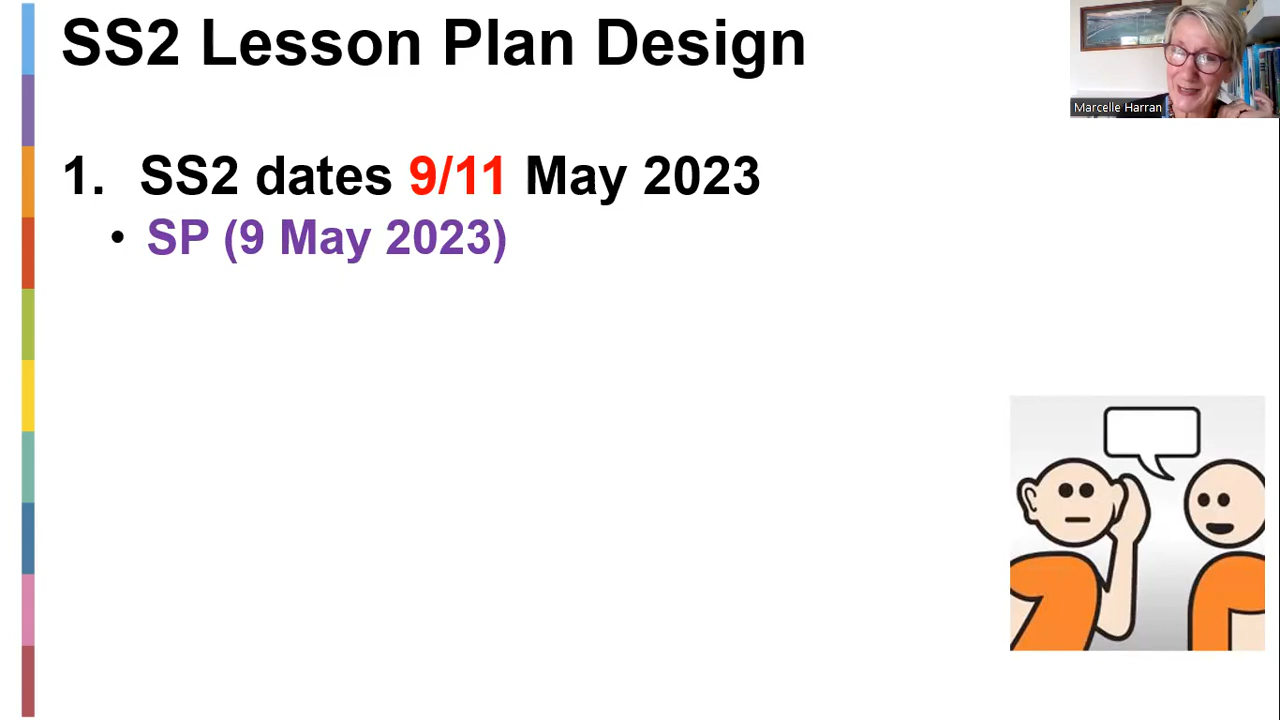 SS2 Lesson Plan Design
Marcelle Harran
1. SS2 dates 9/11 May 2023
• SP (9 May 2023)